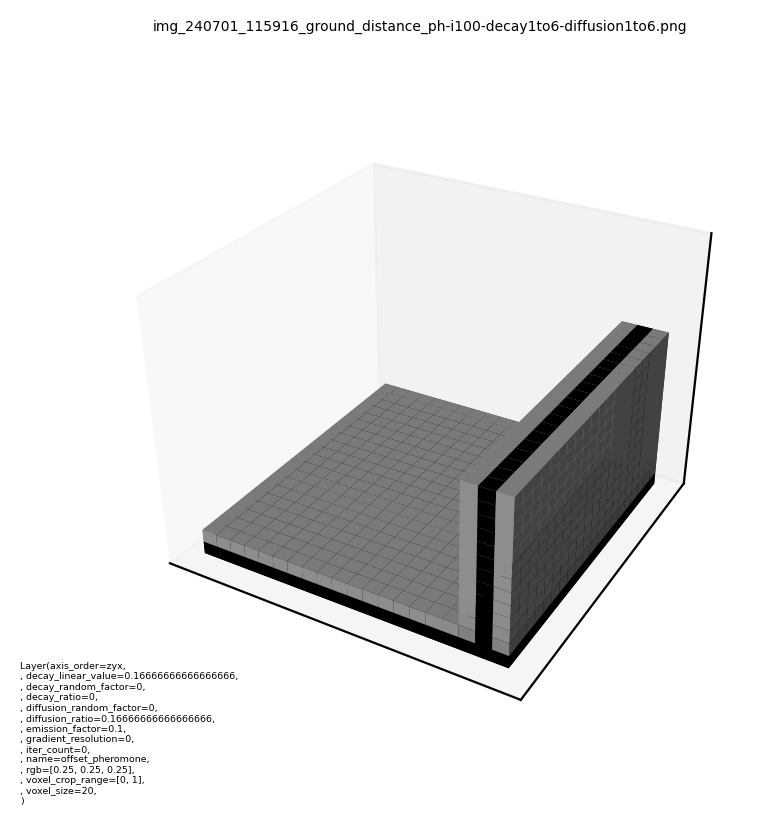 img_240701_115916_ground_distance_ph-i100-decay1to6-diffusion1to6.png
Layer(axis_order=zyx,
, decay_linear_value=0.16666666666666666,
, decay_random_factor=0,
, decay_ratio=0,
, diffusion_random_factor=0,
, diffusion_ratio=0.16666666666666666,
, emission_factor=0.1,
, gradient_resolution=0,
, iter_count=0,
, name=offset_pheromone,
, rgb=[0.25, 0.25, 0.25],
, voxel_crop_range=[0, 1],
, voxel_size=20,
)